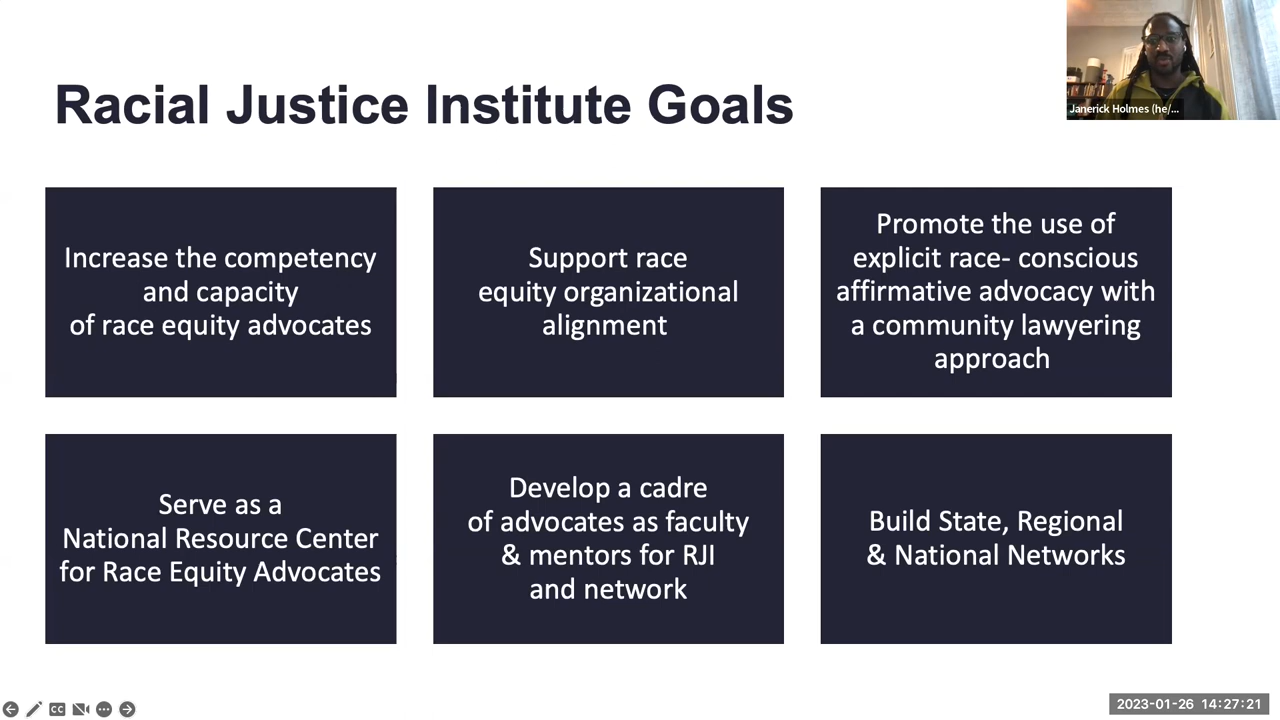 Racial Justice Institute Goals
Janerick Holmes (he/...
Increase the competency
and capacity
of race equity advocates
Support race
equity organizational
alignment
Promote the use of
explicit race- conscious
affirmative advocacy with
a community lawyering
approach
Serve as a
National Resource Center
for Race Equity Advocates
Develop a cadre
of advocates as faculty
& mentors for RJI
and network
Build State, Regional
& National Networks
CC
2023-01-26 14:27:21